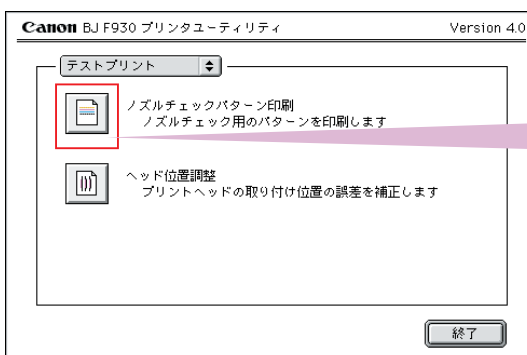 Canon BJ F930 プリンタユーティリティ Version 4.0
テストプリント
ノズルチェックパターン印刷
ノズルチェック用のパターンを印刷します
ヘッド位置調整
プリントヘッドの取り付け位置の誤差を補正します
終了